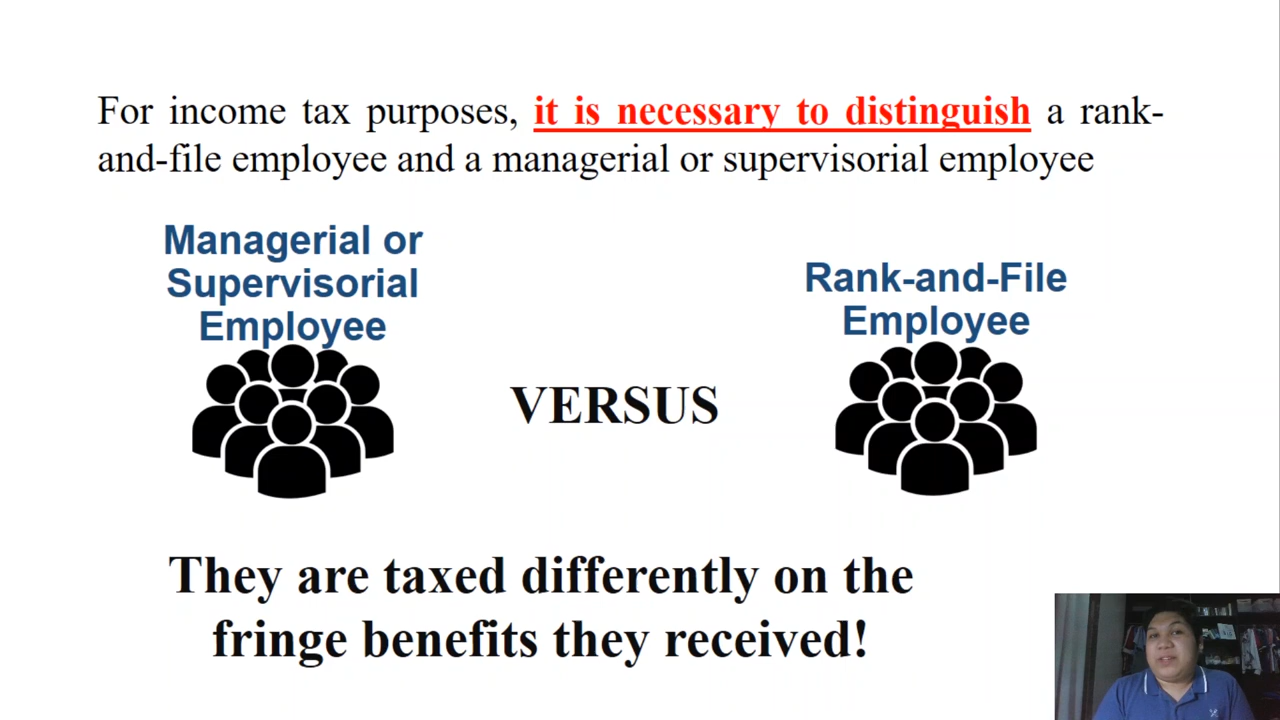 For income tax purposes, it is necessary to distinguish a rank-
and-file employee and a managerial or supervisorial employee
Managerial or
Supervisorial
Employee
Rank-and-File
Employee
VERSUS
They are taxed differently on the
fringe benefits they received!